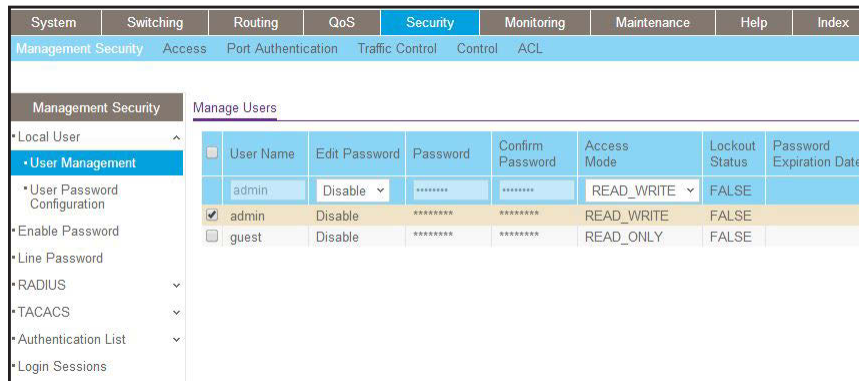 System Switching Routing QoS Security Monitoring Maintenance Help Index
Management Security Access Port Authentication Traffic Control Control ACL
Management Security
Local User
User Management
User Password
Configuration
Enable Password
Line Password
RADIUS
TACACS
Authentication List
Login Sessions
Manage Users
User Name Edit Password Password Confirm Password Access Mode Lockout Status Password Expiration Date
admin Disable •••••••• •••••••• READ_WRITE FALSE
admin Disable ******** ******** READ_WRITE FALSE
guest Disable ******** ******** READ_ONLY FALSE